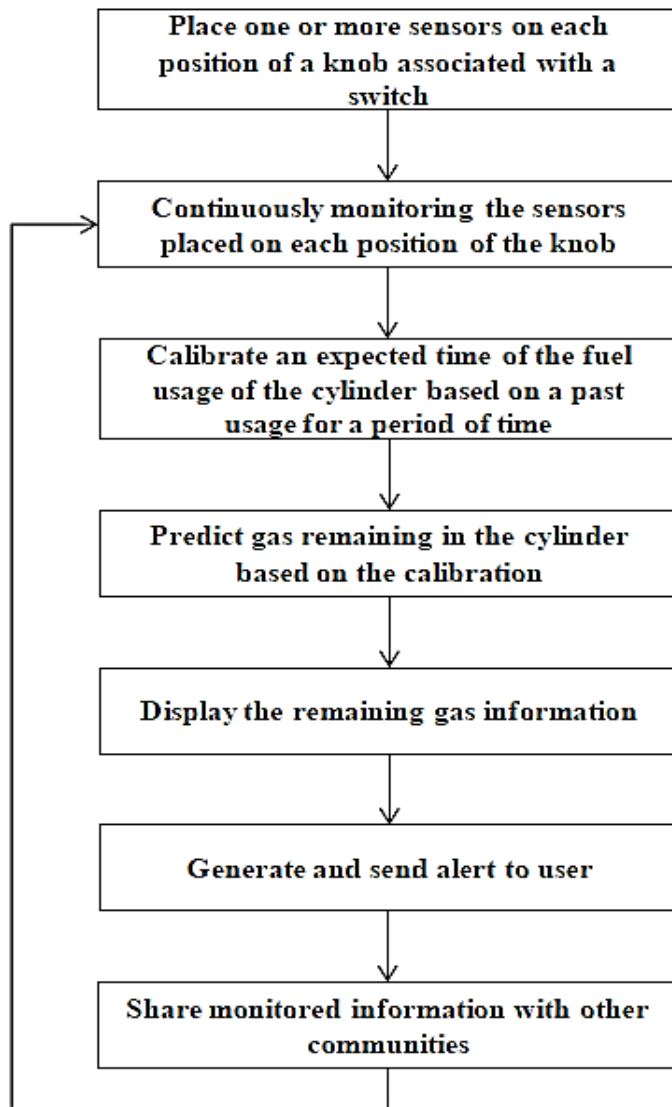 Place one or more sensors on each
position of a knob associated with a
switch
Continuously monitoring the sensors
placed on each position of the knob
Calibrate an expected time of the fuel
usage of the cylinder based on a past
usage for a period of time
Predict gas remaining in the cylinder
based on the calibration
Display the remaining gas information
Generate and send alert to user
Share monitored information with other
communities